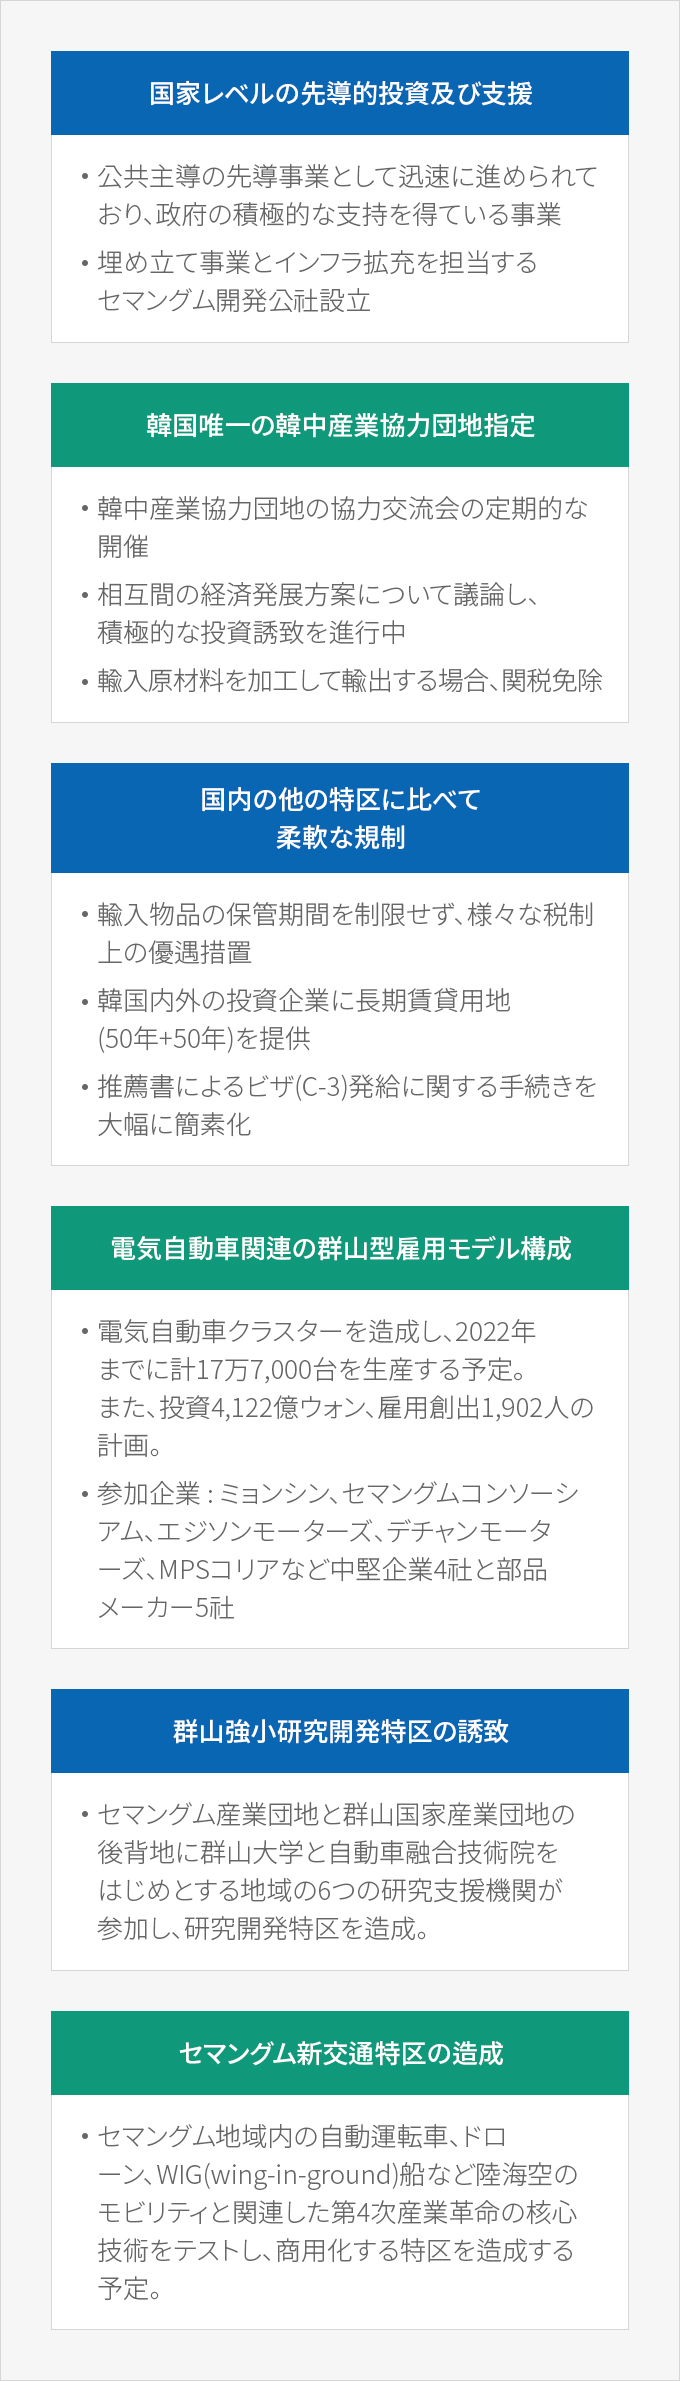 国家レベルの先導的投資及び支援
• 公共主導の先導事業として迅速に進められて
おり、政府の積極的な支持を得ている事業
• 埋め立て事業とインフラ拡充を担当する
セマングム開発公社設立
韓国唯一の韓中産業協力団地指定
• 韓中産業協力団地の協力交流会の定期的な
開催
• 相互間の経済発展方案について議論し、
積極的な投資誘致を進行中
• 輸入原材料を加工して輸出する場合、関税免除
国内の他の特区に比べて
柔軟な規制
• 輸入物品の保管期間を制限せず、様々な税制
上の優遇措置
• 韓国内外の投資企業に長期賃貸用地
(50年+50年)を提供
• 推薦書によるビザ(C-3)発給に関する手続きを
大幅に簡素化
電気自動車関連の群山型雇用モデル構成
• 電気自動車クラスターを造成し、2022年
までに計17万7,000台を生産する予定。
また、投資4,122億ウォン、雇用創出1,902人の
計画。
• 参加企業 : ミョンシン、セマングムコンソーシ
アム、エジソンモーターズ、デチャンモータ
ーズ、MPSコリアなど中堅企業4社と部品
メーカー5社
群山強小研究開発特区の誘致
• セマングム産業団地と群山国家産業団地の
後背地に群山大学と自動車融合技術院を
はじめとする地域の6つの研究支援機関が
参加し、研究開発特区を造成。
セマングム新交通特区の造成
• セマングム地域内の自動運転車、ドロ
ーン、WIG(wing-in-ground)船など陸海空の
モビリティと関連した第4次産業革命の核心
技術をテストし、商用化する特区を造成する
予定。